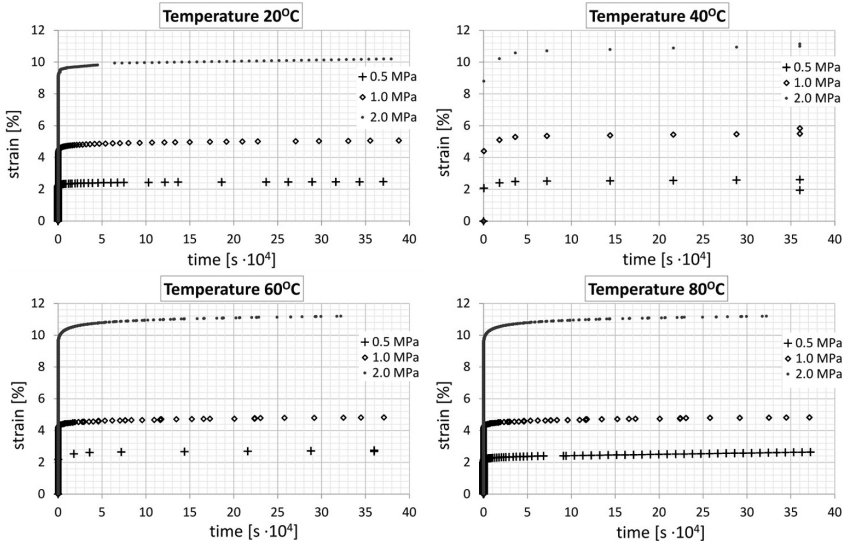 Temperature 20ᴼC
strain [%]
12
10
8
6
4
2
0
0 5 10 15 20 25 30 35 40
time [s ·10⁴]
0.5 MPa
1.0 MPa
2.0 MPa
Temperature 40ᴼC
strain [%]
12
10
8
6
4
2
0
0 5 10 15 20 25 30 35 40
time [s ·10⁴]
0.5 MPa
1.0 MPa
2.0 MPa
Temperature 60ᴼC
strain [%]
12
10
8
6
4
2
0
0 5 10 15 20 25 30 35 40
time [s ·10⁴]
0.5 MPa
1.0 MPa
2.0 MPa
Temperature 80ᴼC
strain [%]
12
10
8
6
4
2
0
0 5 10 15 20 25 30 35 40
time [s ·10⁴]
0.5 MPa
1.0 MPa
2.0 MPa